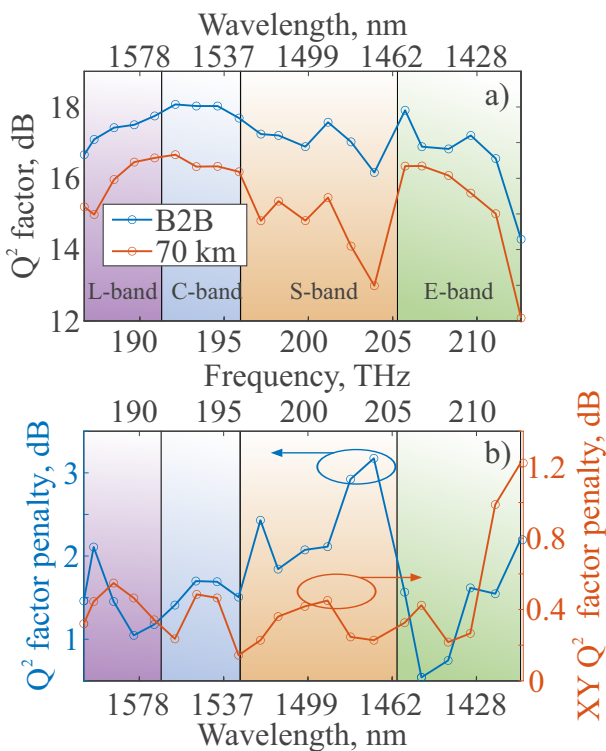 Wavelength, nm
1578 1537 1499 1462 1428
a)
18
16
14
12
Q² factor, dB
B2B
70 km
L-band C-band S-band E-band
190 195 200 205 210
Frequency, THz
190 195 200 205 210
b)
3
2
1
Q² factor penalty, dB
1.2
0.8
0.4
0
XY Q² factor penalty, dB
1578 1537 1499 1462 1428
Wavelength, nm